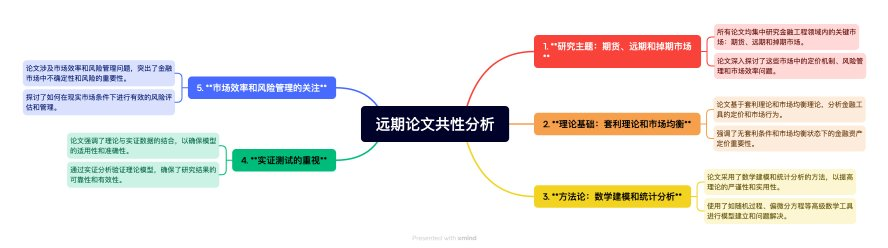 远期论文共性分析
1. **研究主题：期货、远期和掉期市场
**
所有论文均集中研究金融工程领域内的关键市
场：期货、远期和掉期市场。
论文深入探讨了这些市场中的定价机制、风险管
理和市场效率问题。
2. **理论基础：套利理论和市场均衡**
论文基于套利理论和市场均衡理论，分析金融工
具的定价和市场行为。
强调了无套利条件和市场均衡状态下的金融资产
定价重要性。
3. **方法论：数学建模和统计分析**
论文采用了数学建模和统计分析的方法，以提高
理论的严谨性和实用性。
使用了如随机过程、偏微分方程等高级数学工具
进行模型建立和问题解决。
4. **实证测试的重视**
论文强调了理论与实证数据的结合，以确保模型
的适用性和准确性。
通过实证分析验证理论模型，确保了研究结果的
可靠性和有效性。
5. **市场效率和风险管理的关注**
论文涉及市场效率和风险管理问题，突出了金融
市场中不确定性和风险的重要性。
探讨了如何在现实市场条件下进行有效的风险评
估和管理。
Presented with xmind